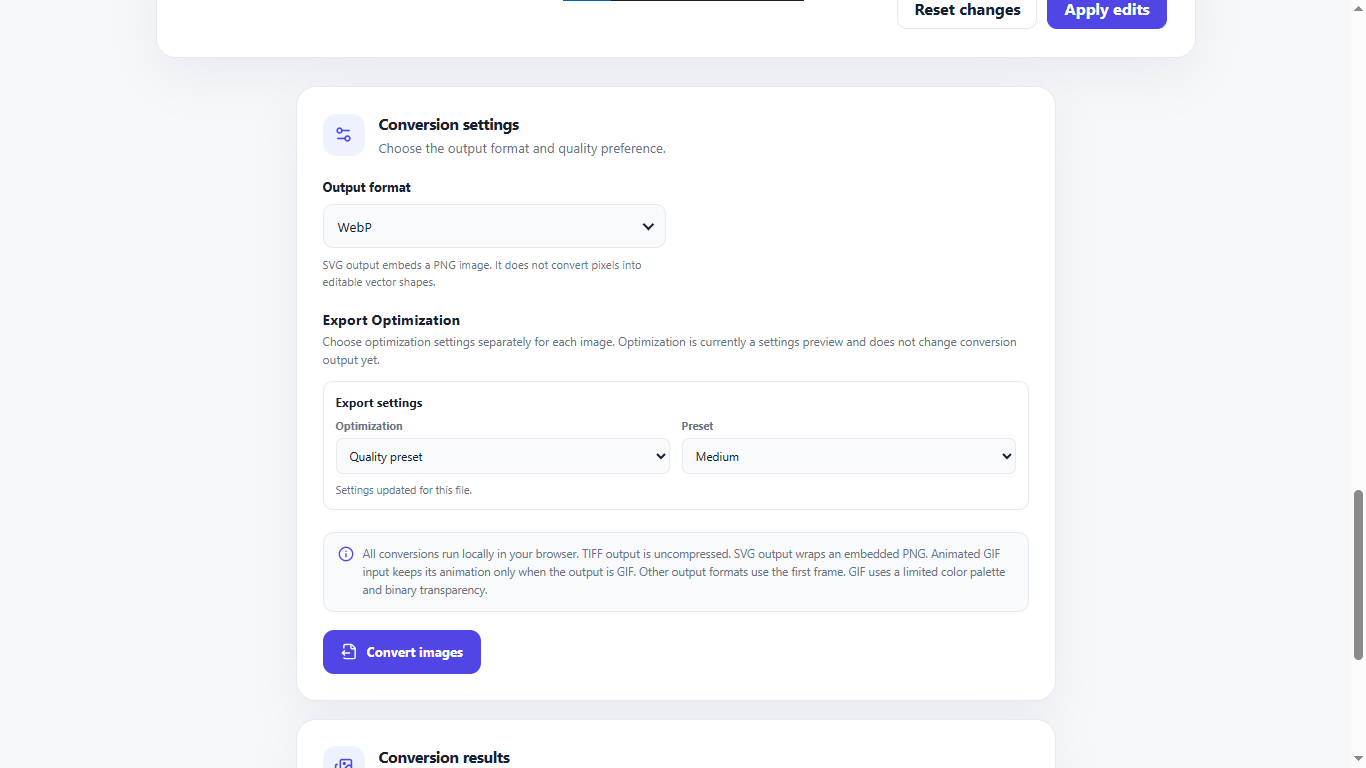 Reset changes
Apply edits
Conversion settings
Choose the output format and quality preference.
Output format
WebP
SVG output embeds a PNG image. It does not convert pixels into
editable vector shapes.
Export Optimization
Choose optimization settings separately for each image. Optimization is currently a settings preview and does not change conversion
output yet.
Export settings
Optimization
Preset
Quality preset
Medium
Settings updated for this file.
All conversions run locally in your browser. TIFF output is uncompressed. SVG output wraps an embedded PNG. Animated GIF
input keeps its animation only when the output is GIF. Other output formats use the first frame. GIF uses a limited color palette
and binary transparency.
Convert images
Conversion results